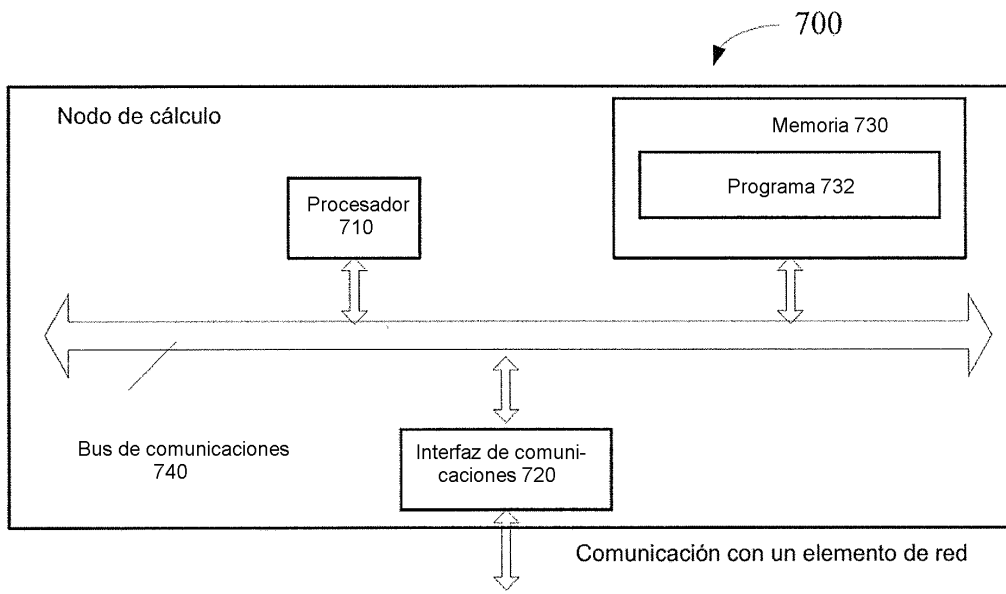 700
Nodo de cálculo
Memoria 730
Programa 732
Procesador
710
Bus de comunicaciones
740
Interfaz de comuni-
caciones 720
Comunicación con un elemento de red